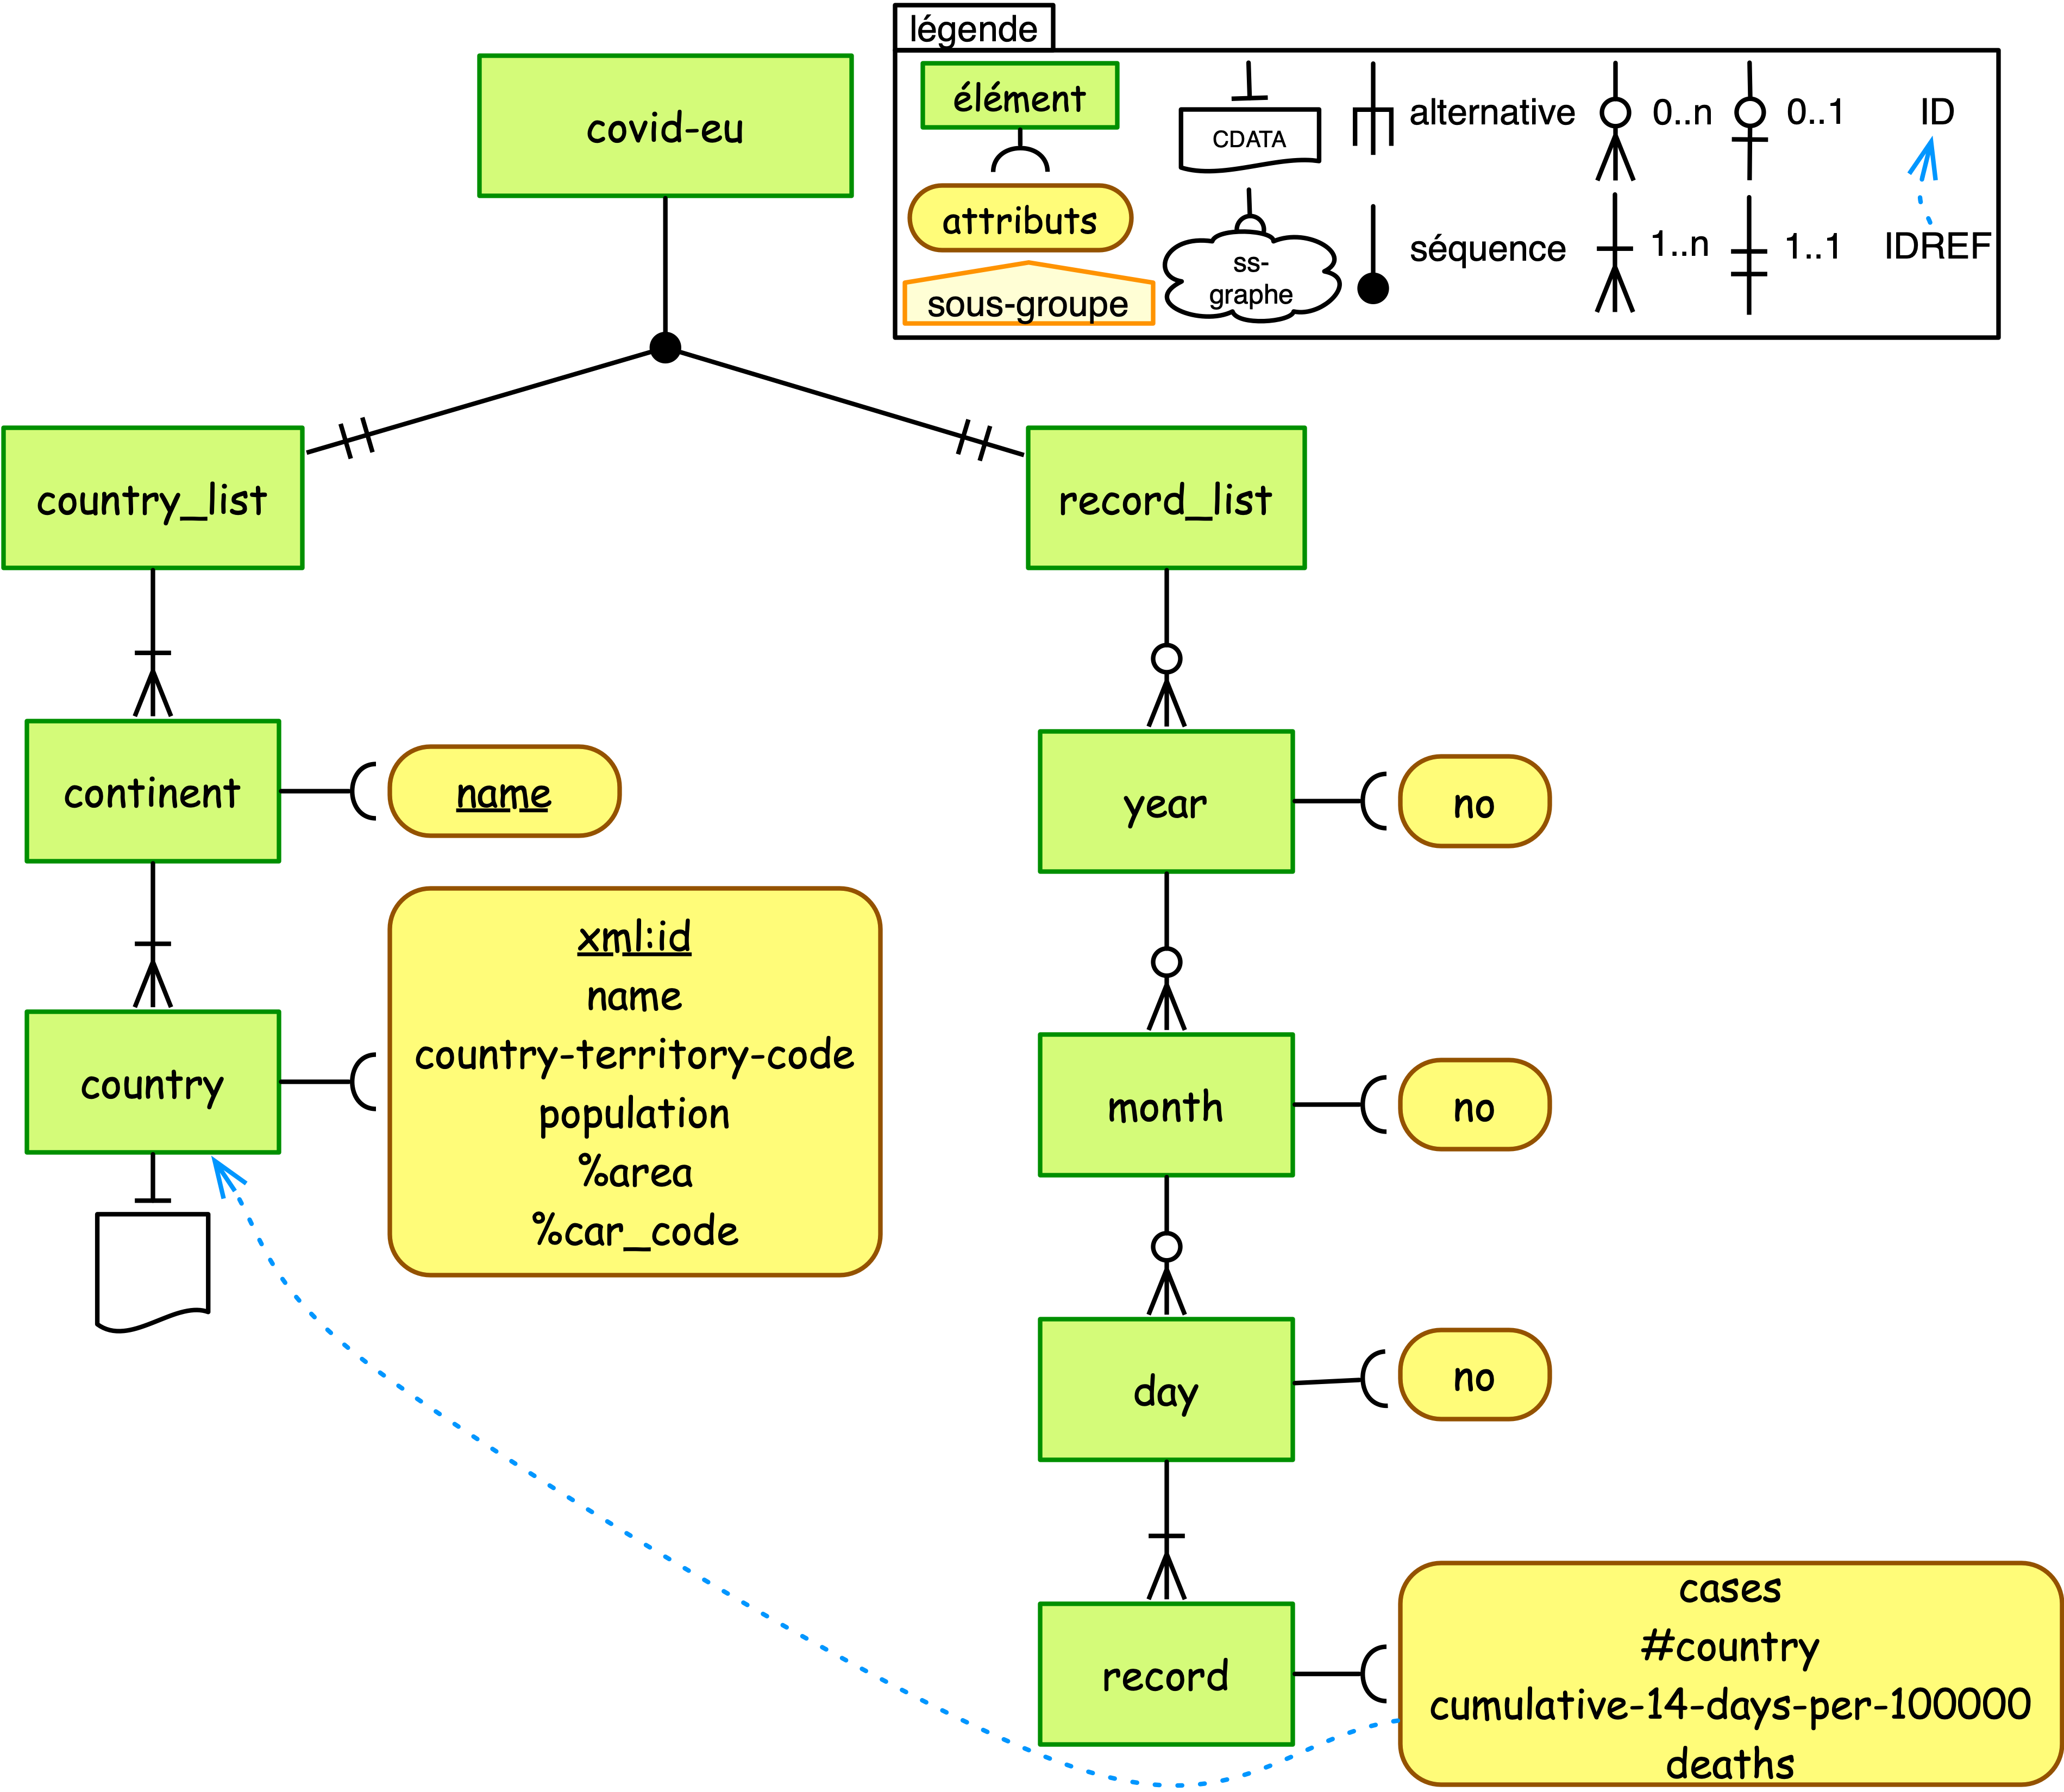 légende
élément
attributs
sous-groupe
CDATA
ss-
graphe
alternative
séquence
0..n
0..1
1..n
1..1
ID
IDREF
covid-eu
country_list
record_list
continent
name
year
no
country
xml:id
name
country-territory-code
population
%area
%car_code
month
no
day
no
record
cases
#country
cumulative-14-days-per-100000
deaths